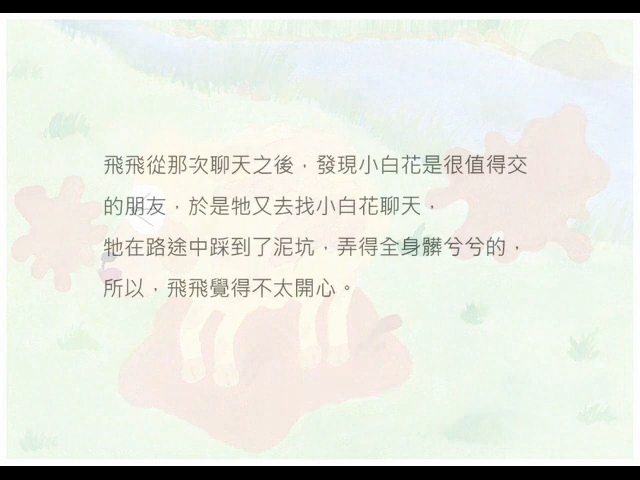 飛飛從那次聊天之後，發現小白花是很值得交
的朋友，於是牠又去找小白花聊天，
牠在路途中踩到了泥坑，弄得全身髒兮兮的，
所以，飛飛覺得不太開心。